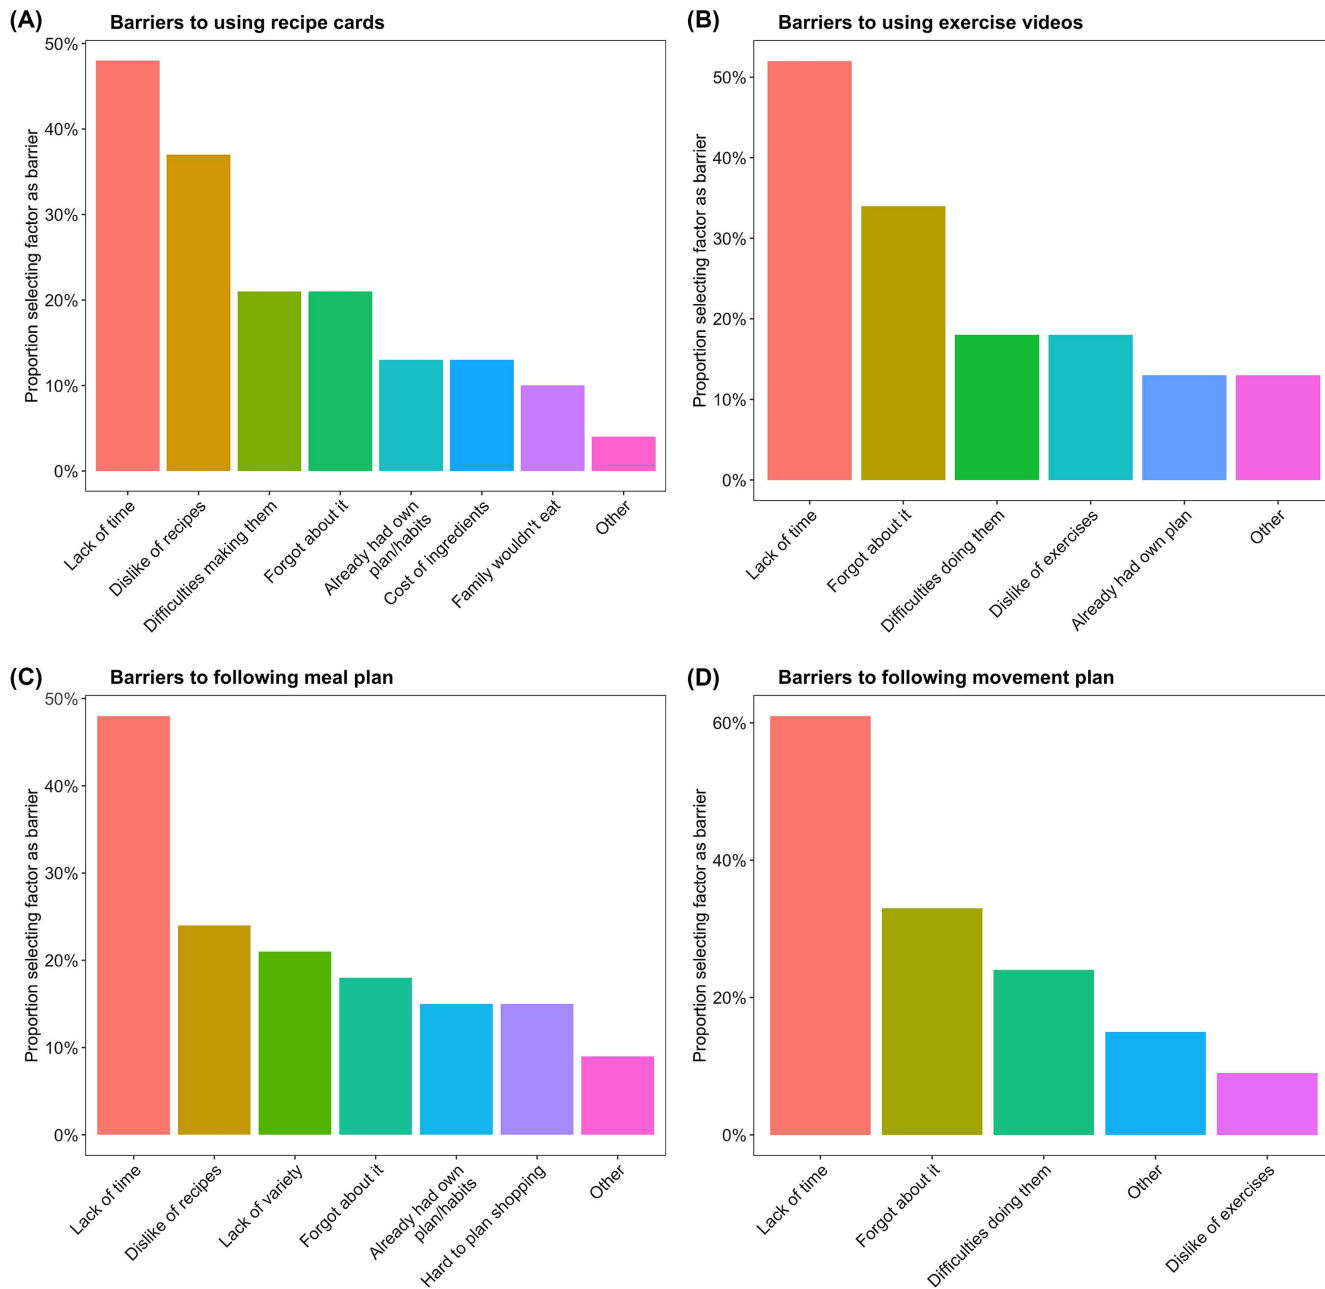 (A) Barriers to using recipe cards
Proportion selecting factor as barrier
50%
40%
30%
20%
10%
0%
Lack of time
Dislike of recipes
Difficulties making them
Forgot about it
Already had own
plan/habits
Cost of ingredients
Family wouldn't eat
Other
(B) Barriers to using exercise videos
Proportion selecting factor as barrier
50%
40%
30%
20%
10%
0%
Lack of time
Forgot about it
Difficulties doing them
Dislike of exercises
Already had own plan
Other
(C) Barriers to following meal plan
Proportion selecting factor as barrier
50%
40%
30%
20%
10%
0%
Lack of time
Dislike of recipes
Lack of variety
Forgot about it
Already had own
plan/habits
Hard to plan shopping
Other
(D) Barriers to following movement plan
Proportion selecting factor as barrier
60%
40%
20%
0%
Lack of time
Forgot about it
Difficulties doing them
Other
Dislike of exercises